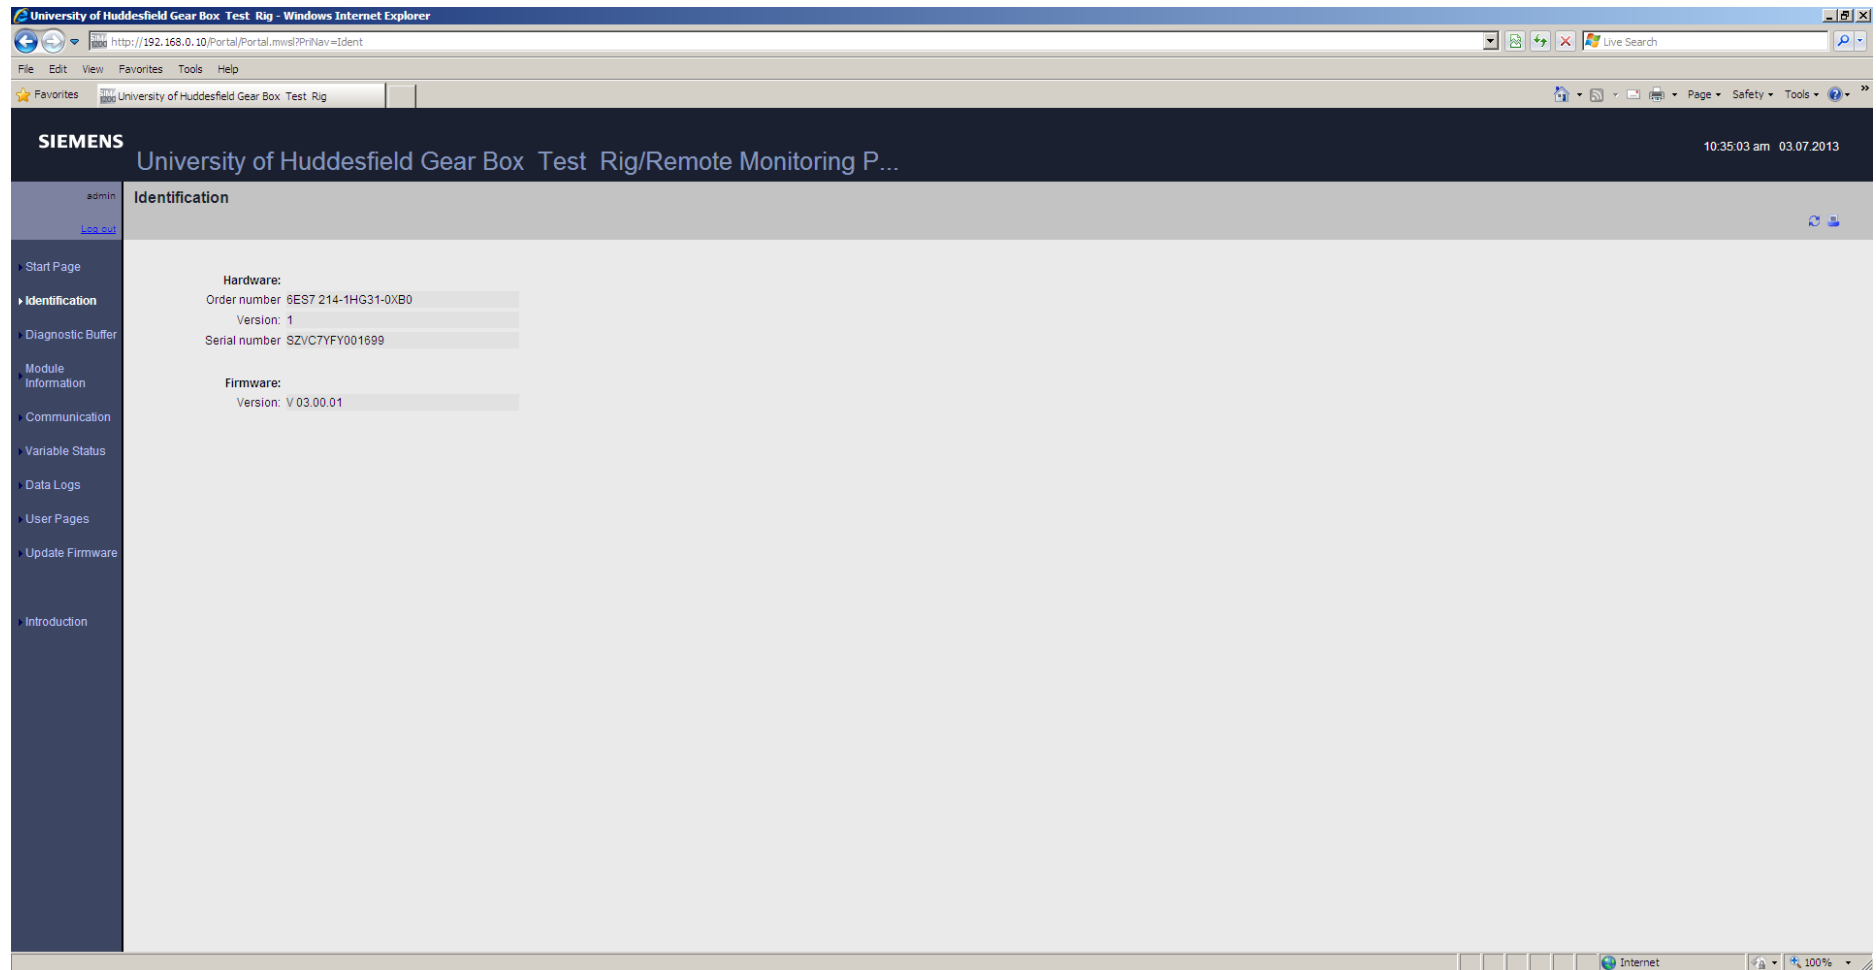 University of Huddesfield Gear Box Test Rig - Windows Internet Explorer
http://192.168.0.10/Portal/Portal.mwsl?PriNav=Ident
Live Search
File Edit View Favorites Tools Help
Favorites University of Huddesfield Gear Box Test Rig Page Safety Tools
SIEMENS
University of Huddesfield Gear Box Test Rig/Remote Monitoring P...
10:35:03 am 03.07.2013
admin
Log out
Identification
Start Page
Identification
Diagnostic Buffer
Module
Information
Communication
Variable Status
Data Logs
User Pages
Update Firmware
Introduction
Hardware:
Order number 6ES7 214-1HG31-0XB0
Version: 1
Serial number SZVC7YFY001699
Firmware:
Version: V 03.00.01
Internet 100%